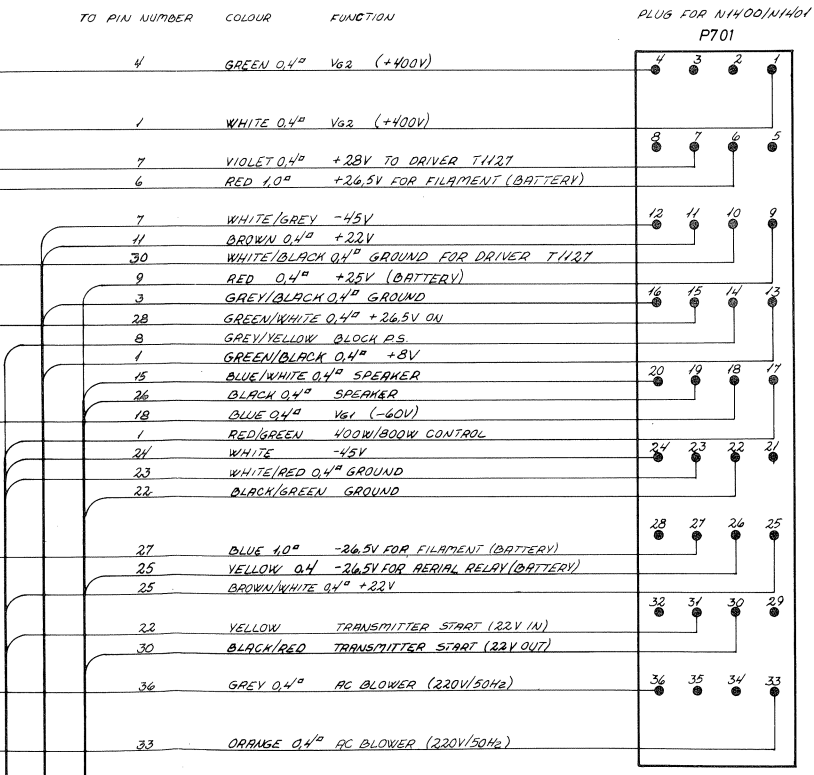 TO PIN NUMBER COLOUR FUNCTION PLUG FOR N1400/N1401
P701
4 GREEN 0,4¤ VG2 (+400V) 4 3 2 1
1 WHITE 0,4¤ VG2 (+400V)
8 7 6 5
7 VIOLET 0,4¤ +28V TO DRIVER T1127
6 RED 1,0¤ +26,5V FOR FILAMENT (BATTERY)
7 WHITE/GREY -45V 12 11 10 9
11 BROWN 0,4¤ +22V
30 WHITE/BLACK 0,4¤ GROUND FOR DRIVER T1127
9 RED 0,4¤ +25V (BATTERY)
3 GREY/BLACK 0,4¤ GROUND 16 15 14 13
28 GREEN/WHITE 0,4¤ +26,5V ON
8 GREY/YELLOW BLOCK P.S.
1 GREEN/BLACK 0,4¤ +8V
15 BLUE/WHITE 0,4¤ SPEAKER 20 19 18 17
26 BLACK 0,4¤ SPEAKER
18 BLUE 0,4¤ VG1 (-60V)
1 RED/GREEN 400W/800W CONTROL
24 WHITE -45V 24 23 22 21
23 WHITE/RED 0,4¤ GROUND
22 BLACK/GREEN GROUND
28 27 26 25
27 BLUE 1,0¤ -26,5V FOR FILAMENT (BATTERY)
25 YELLOW 0,4 -26,5V FOR AERIAL RELAY (BATTERY)
25 BROWN/WHITE 0,4¤ +22V
32 31 30 29
22 YELLOW TRANSMITTER START (22V IN)
30 BLACK/RED TRANSMITTER START (22V OUT)
36 GREY 0,4¤ AC BLOWER (220V/50Hz) 36 35 34 33
33 ORANGE 0,4¤ AC BLOWER (220V/50Hz)